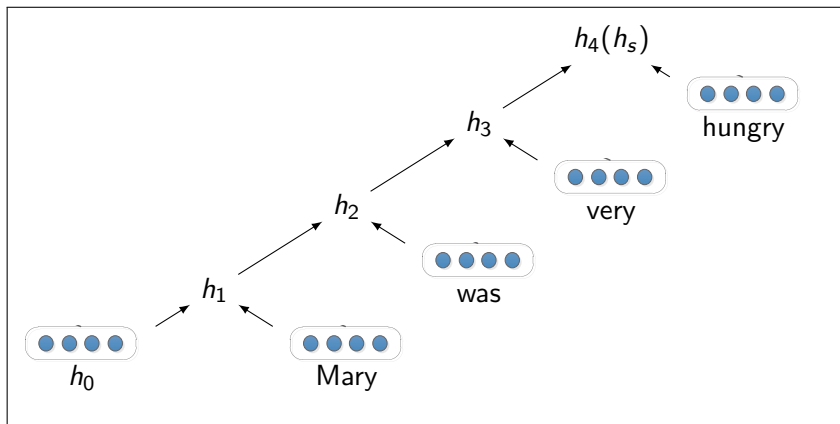 h₄(hₛ)
hungry
h₃
very
h₂
was
h₁
h₀
Mary